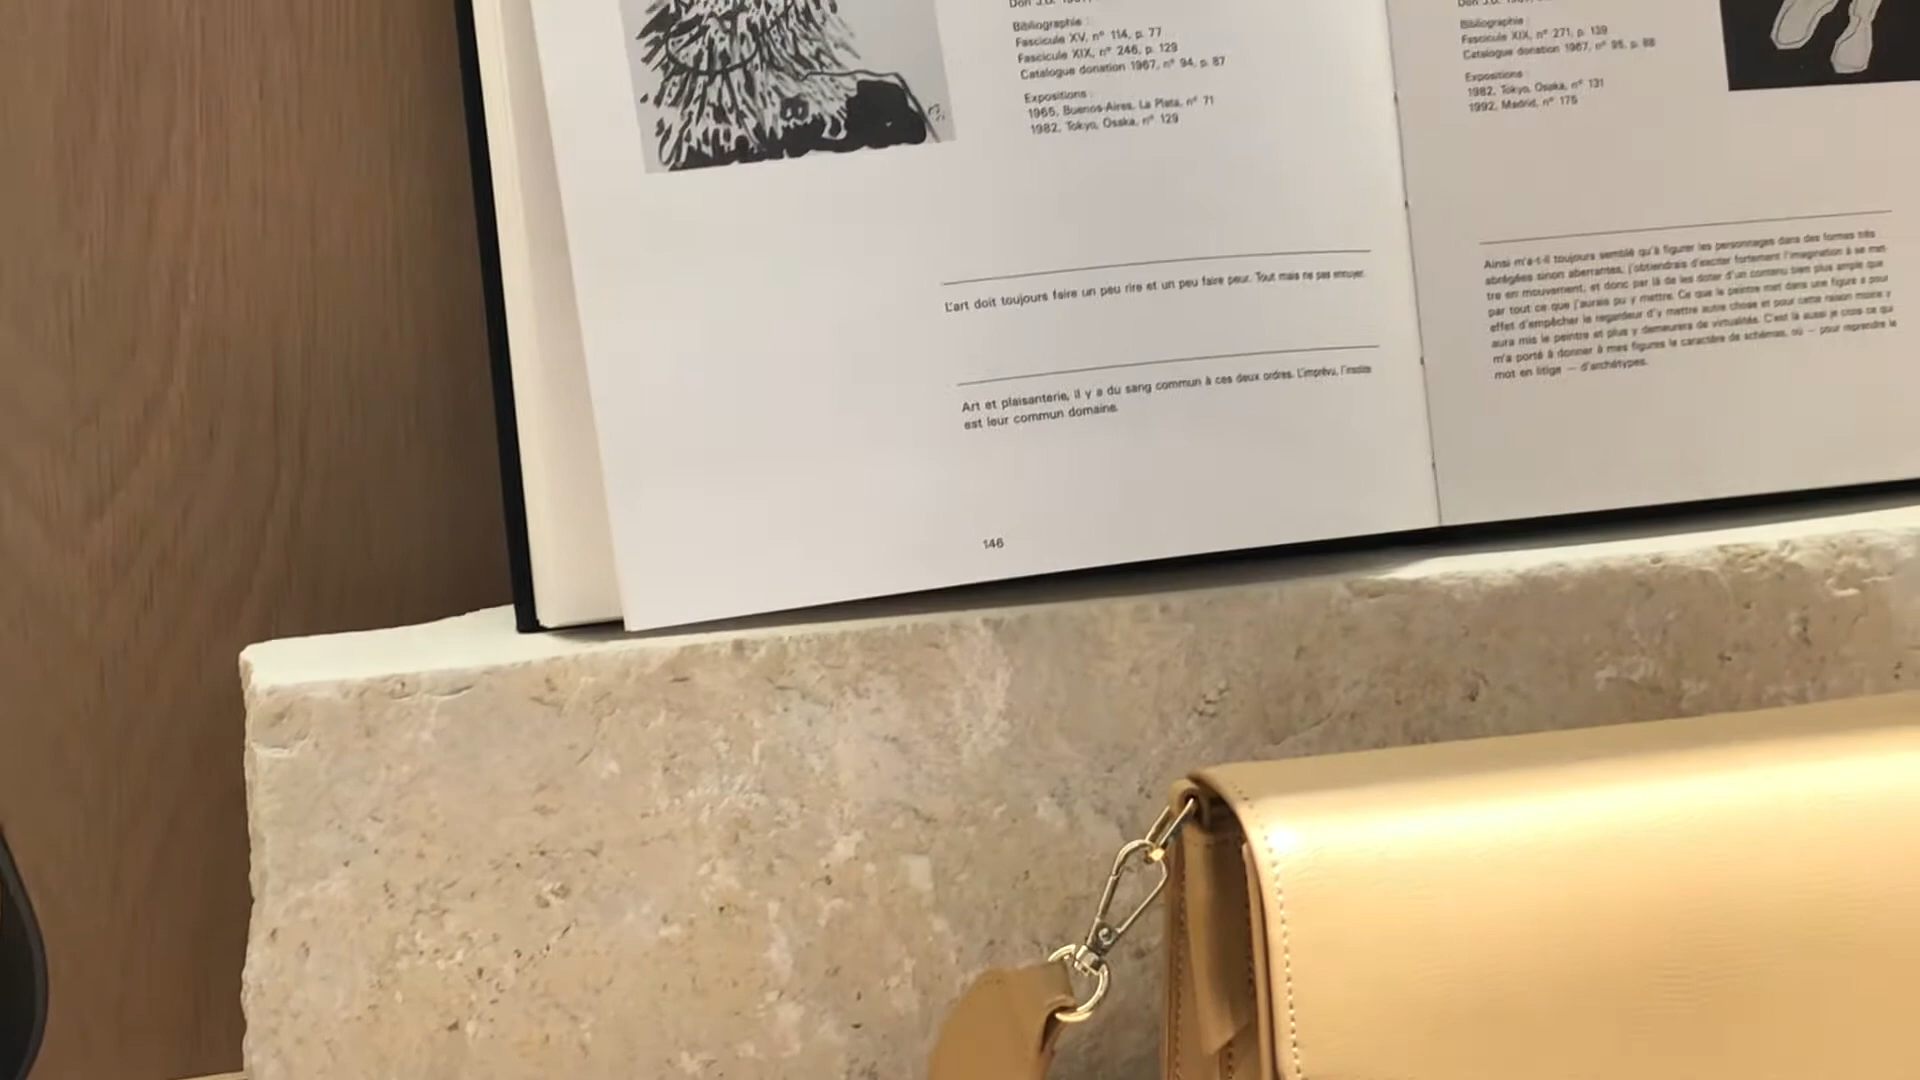 Bibliographie :
Fascicule XV, nº 114, p. 77
Fascicule XIX, nº 246, p. 129
Catalogue donation 1967, nº 94, p. 87
Expositions :
1965, Buenos-Aires, La Plata, nº 71
1982, Tokyo, Osaka, nº 129
L'art doit toujours faire un peu rire et un peu faire peur. Tout mais ne pas ennuyer.
Art et plaisanterie, il y a du sang commun à ces deux ordres. L'imprévu, l'insolite
est leur commun domaine.
146
Bibliographie :
Fascicule XIX, nº 271, p. 139
Catalogue donation 1967, nº 95, p. 88
Expositions :
1982, Tokyo, Osaka, nº 131
1992, Madrid, nº 175
Ainsi m'a-t-il toujours semblé qu'à figurer les personnages dans des formes très
abrégées sinon aberrantes, j'obtiendrais d'exciter fortement l'imagination à se met-
tre en mouvement, et donc par là de les doter d'un contenu bien plus ample que
par tout ce que j'aurais pu y mettre. Ce que le peintre met dans une figure a pour
effet d'empêcher le regardeur d'y mettre autre chose et pour cette raison moins y
aura mis le peintre et plus y demeurera de virtualités. C'est là aussi je crois ce qui
m'a porté à donner à mes figures le caractère de schémas, où — pour reprendre le
mot en litige — d'archétypes.